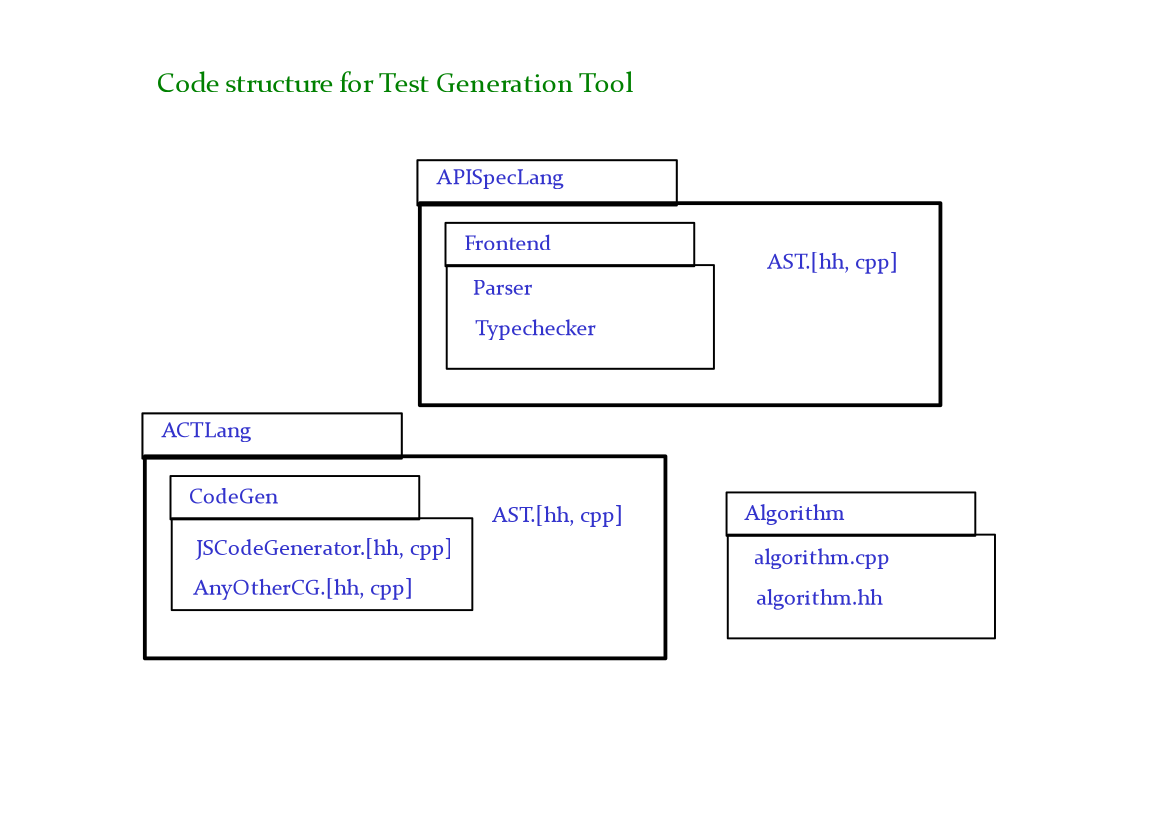 Code structure for Test Generation Tool
APISpecLang
Frontend
AST.[hh, cpp]
Parser
Typechecker
ACTLang
CodeGen
AST.[hh, cpp]
JSCodeGenerator.[hh, cpp]
AnyOtherCG.[hh, cpp]
Algorithm
algorithm.cpp
algorithm.hh